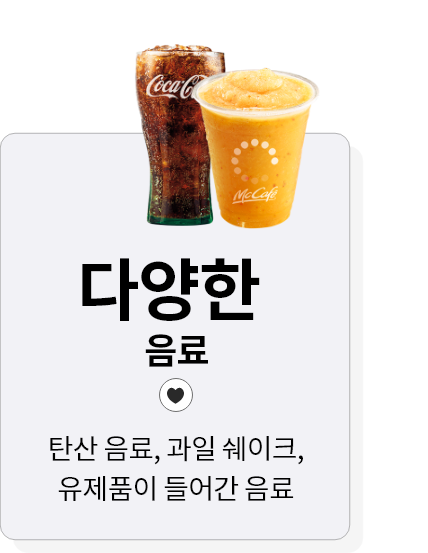 Coca-Co
McCafé
다양한
음료
탄산 음료, 과일 쉐이크,
유제품이 들어간 음료